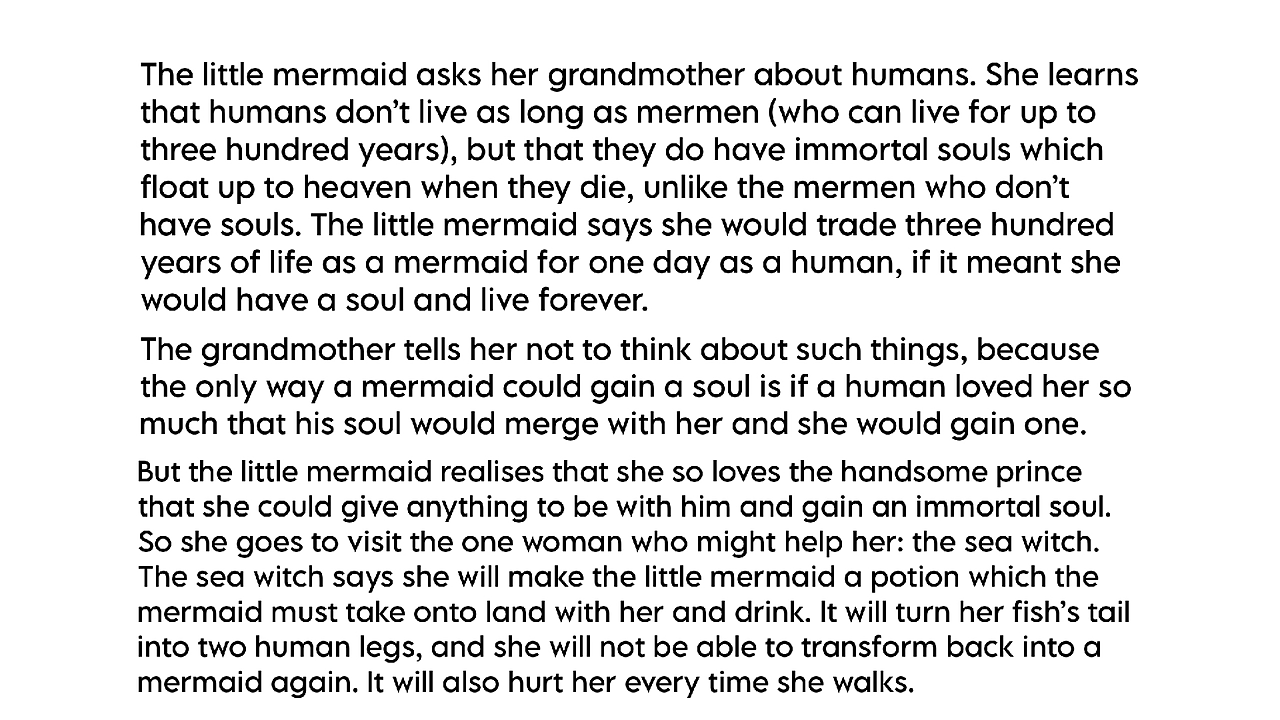 The little mermaid asks her grandmother about humans. She learns
that humans don’t live as long as mermen (who can live for up to
three hundred years), but that they do have immortal souls which
float up to heaven when they die, unlike the mermen who don’t
have souls. The little mermaid says she would trade three hundred
years of life as a mermaid for one day as a human, if it meant she
would have a soul and live forever.
The grandmother tells her not to think about such things, because
the only way a mermaid could gain a soul is if a human loved her so
much that his soul would merge with her and she would gain one.
But the little mermaid realises that she so loves the handsome prince
that she could give anything to be with him and gain an immortal soul.
So she goes to visit the one woman who might help her: the sea witch.
The sea witch says she will make the little mermaid a potion which the
mermaid must take onto land with her and drink. It will turn her fish’s tail
into two human legs, and she will not be able to transform back into a
mermaid again. It will also hurt her every time she walks.